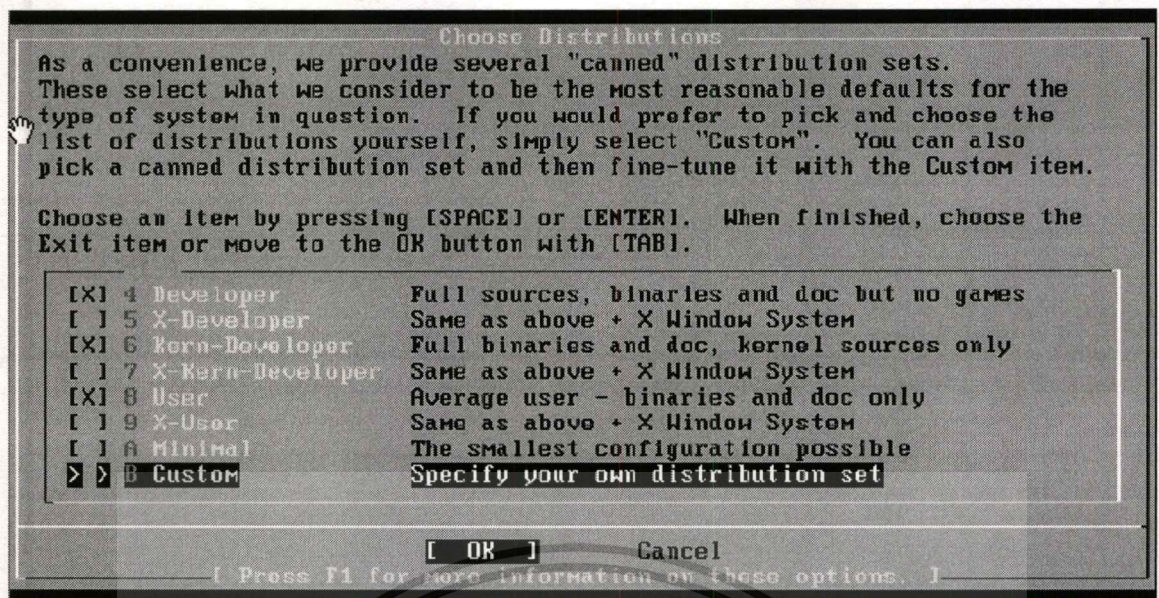 Choose Distributions
As a convenience, we provide several "canned" distribution sets.
These select what we consider to be the most reasonable defaults for the
type of system in question.  If you would prefer to pick and choose the
list of distributions yourself, simply select "Custom".  You can also
pick a canned distribution set and then fine-tune it with the Custom item.
Choose an item by pressing [SPACE] or [ENTER].  When finished, choose the
Exit item or move to the OK button with [TAB].
[X] 4 Developer Full sources, binaries and doc but no games
[ ] 5 X-Developer Same as above + X Window System
[X] 6 Kern-Developer Full binaries and doc, kernel sources only
[ ] 7 X-Kern-Developer Same as above + X Window System
[X] 8 User Average user - binaries and doc only
[ ] 9 X-User Same as above + X Window System
[ ] A Minimal The smallest configuration possible
> > B Custom Specify your own distribution set
[ OK ] Cancel
[ Press F1 for more information on these options. ]